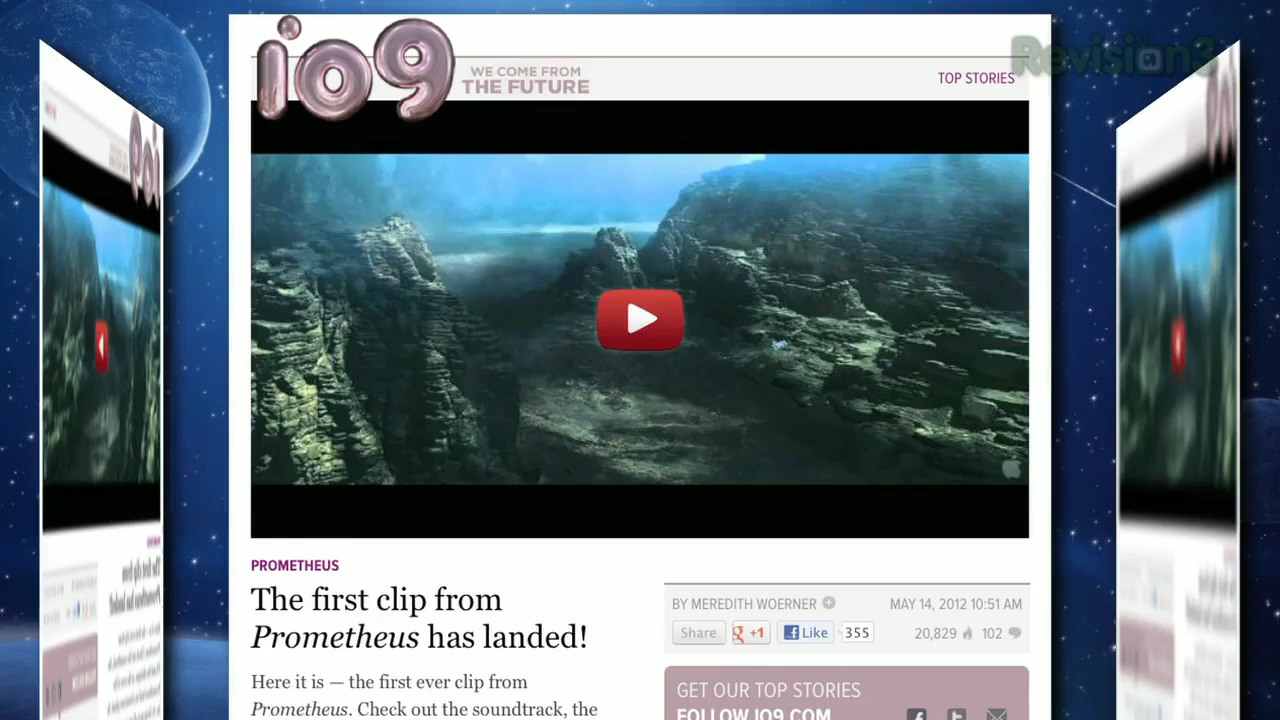 io9
WE COME FROM
THE FUTURE
Revision3
TOP STORIES
PROMETHEUS
The first clip from
Prometheus has landed!
Here it is — the first ever clip from
Prometheus. Check out the soundtrack, the
BY MEREDITH WOERNER
MAY 14, 2012 10:51 AM
Share
g +1
Like
355
20,829
102
GET OUR TOP STORIES
FOLLOW IO9.COM